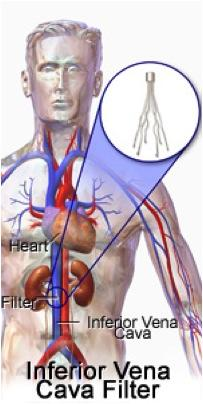 Heart
Filter
Inferior Vena
Cava
Inferior Vena
Cava Filter